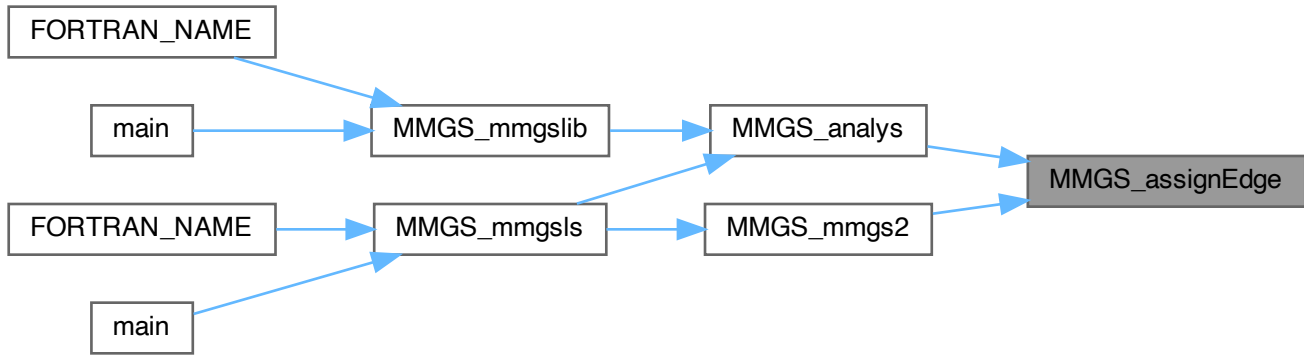 FORTRAN_NAME
main
MMGS_mmgslib
MMGS_analys
MMGS_assignEdge
FORTRAN_NAME
MMGS_mmgsls
MMGS_mmgs2
main